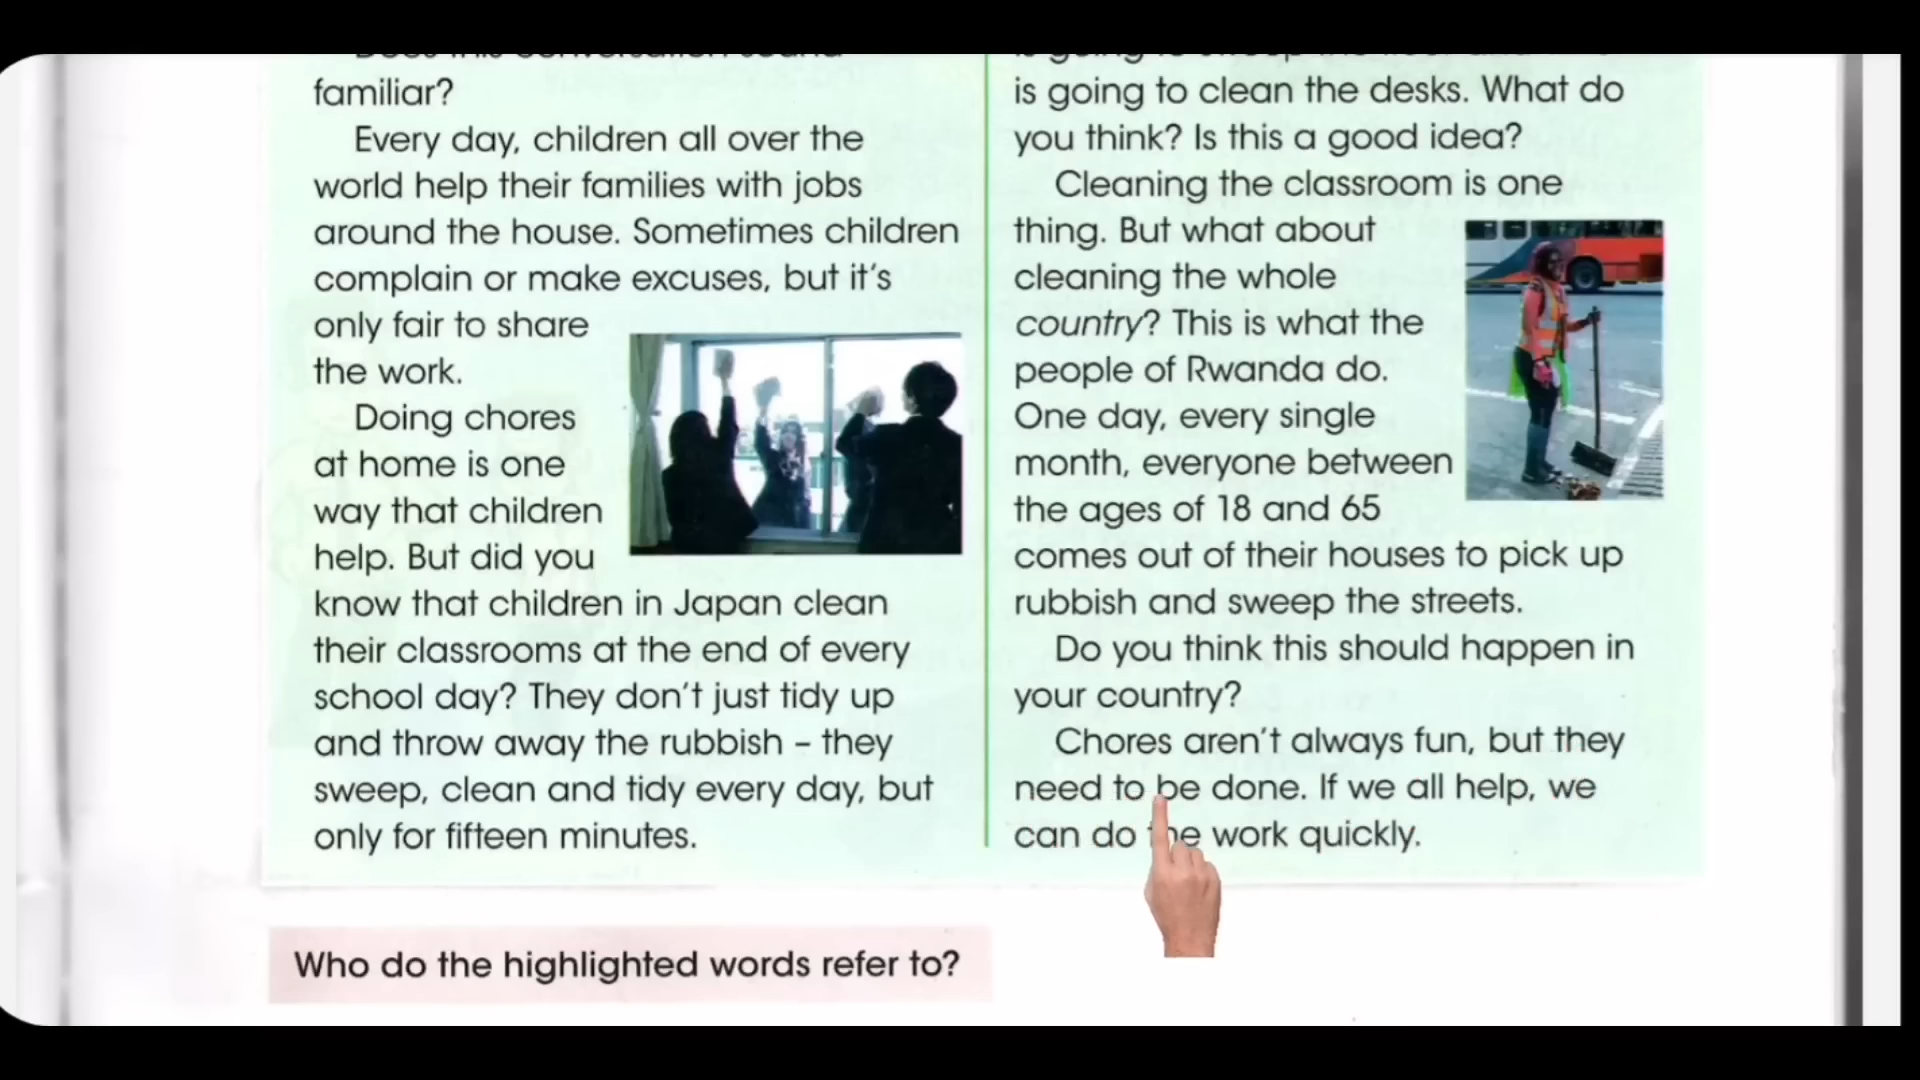 familiar?
Every day, children all over the
world help their families with jobs
around the house. Sometimes children
complain or make excuses, but it's
only fair to share
the work.
Doing chores
at home is one
way that children
help. But did you
know that children in Japan clean
their classrooms at the end of every
school day? They don't just tidy up
and throw away the rubbish – they
sweep, clean and tidy every day, but
only for fifteen minutes.
is going to clean the desks. What do
you think? Is this a good idea?
Cleaning the classroom is one
thing. But what about
cleaning the whole
country? This is what the
people of Rwanda do.
One day, every single
month, everyone between
the ages of 18 and 65
comes out of their houses to pick up
rubbish and sweep the streets.
Do you think this should happen in
your country?
Chores aren't always fun, but they
need to be done. If we all help, we
can do the work quickly.
Who do the highlighted words refer to?